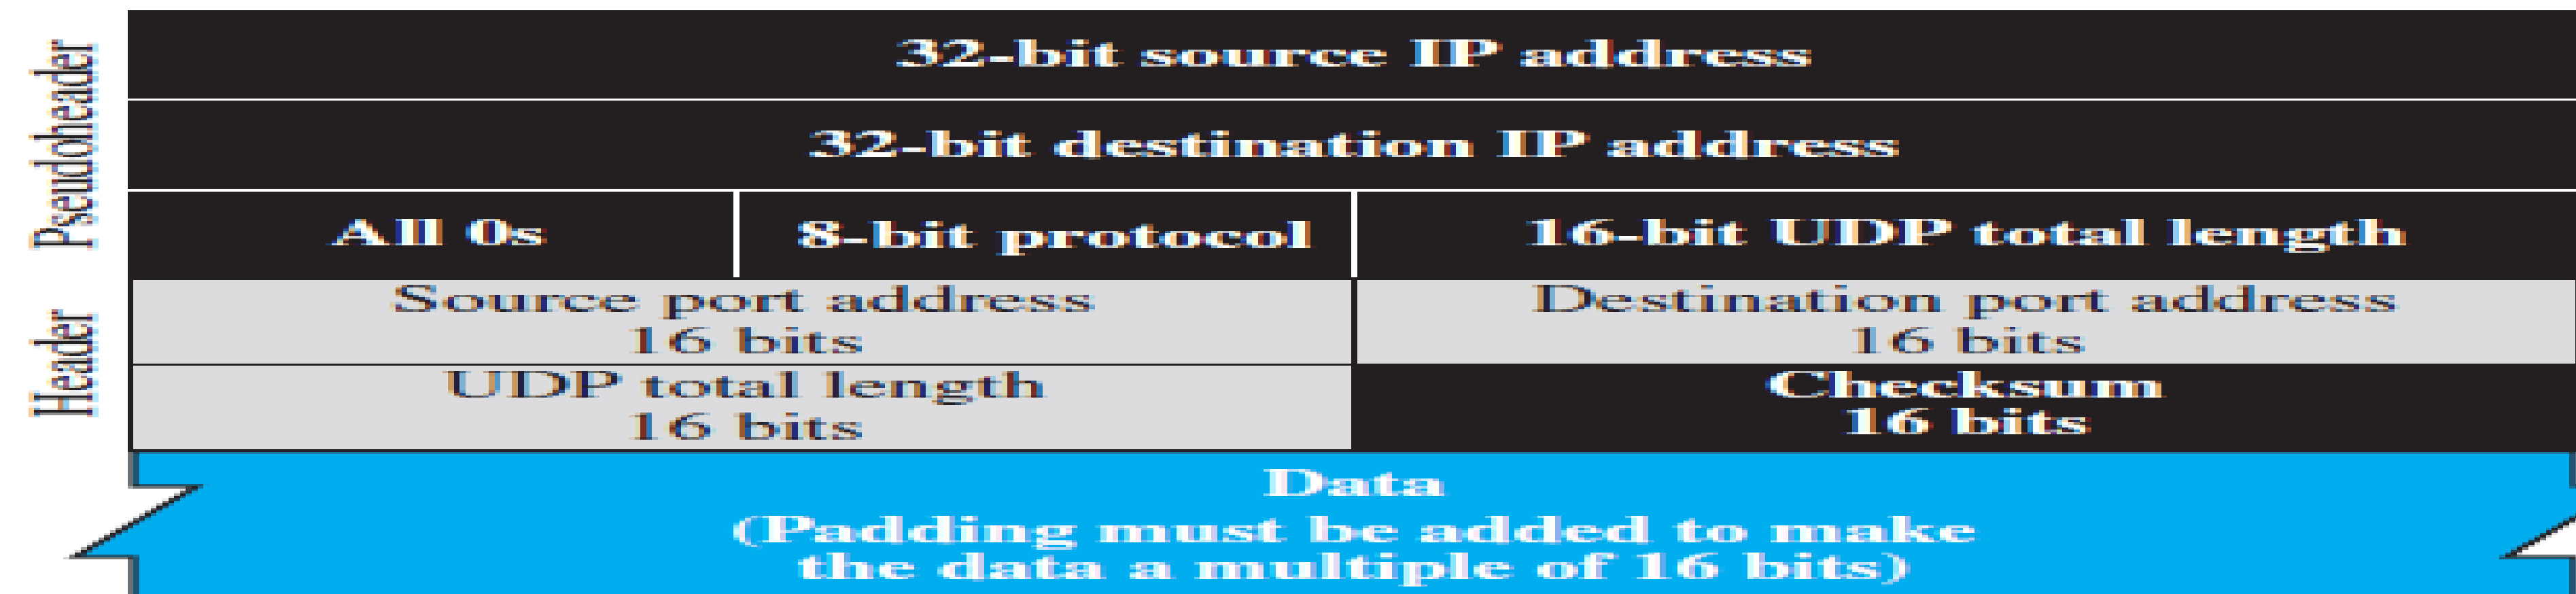 Pseudoheader
32-bit source IP address
32-bit destination IP address
All 0s
8-bit protocol
16-bit UDP total length
Header
Source port address
16 bits
Destination port address
16 bits
UDP total length
16 bits
Checksum
16 bits
Data
(Padding must be added to make
the data a multiple of 16 bits)